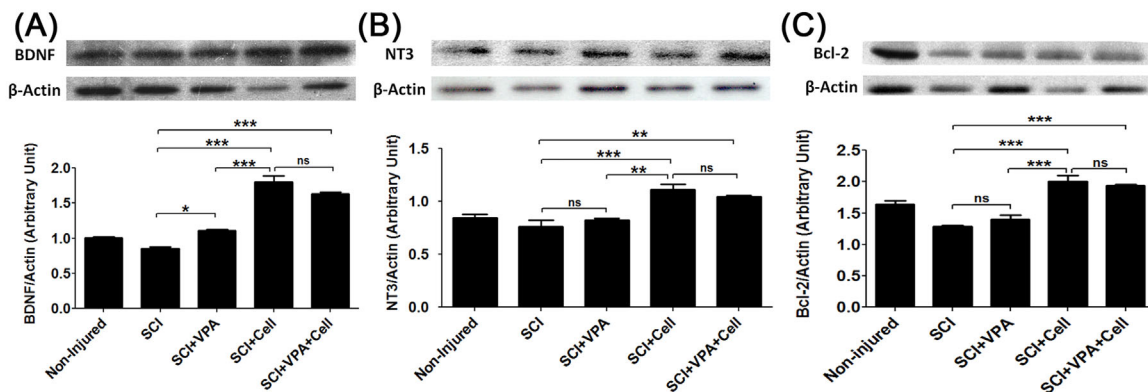 (A)
BDNF
β-Actin
***
***
***
ns
*
BDNF/Actin (Arbitrary Unit)
2.0
1.5
1.0
0.5
0.0
Non-Injured
SCI
SCI+VPA
SCI+Cell
SCI+VPA+Cell
(B)
NT3
β-Actin
**
***
**
ns
ns
NT3/Actin (Arbitrary Unit)
1.5
1.0
0.5
0.0
Non-Injured
SCI
SCI+VPA
SCI+Cell
SCI+VPA+Cell
(C)
Bcl-2
β-Actin
***
***
***
ns
ns
Bcl-2/Actin (Arbitrary Unit)
2.5
2.0
1.5
1.0
2.5
0.0
Non-injured
SCI
SCI+VPA
SCI+Cell
SCI+VPA+Cell